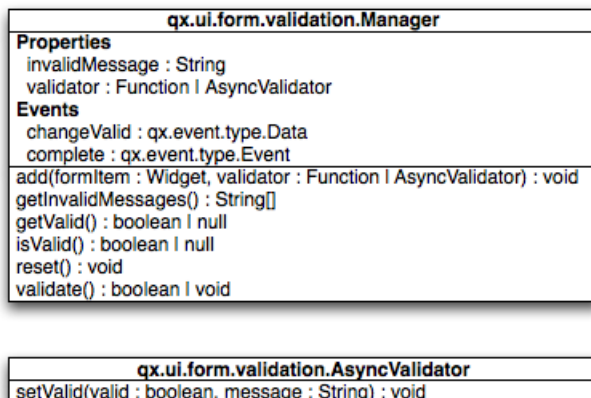 qx.ui.form.validation.Manager
Properties
invalidMessage : String
validator : Function | AsyncValidator
Events
changeValid : qx.event.type.Data
complete : qx.event.type.Event
add(formItem : Widget, validator : Function | AsyncValidator) : void
getInvalidMessages() : String[]
getValid() : boolean | null
isValid() : boolean | null
reset() : void
validate() : boolean | void
qx.ui.form.validation.AsyncValidator
setValid(valid : boolean, message : String) : void